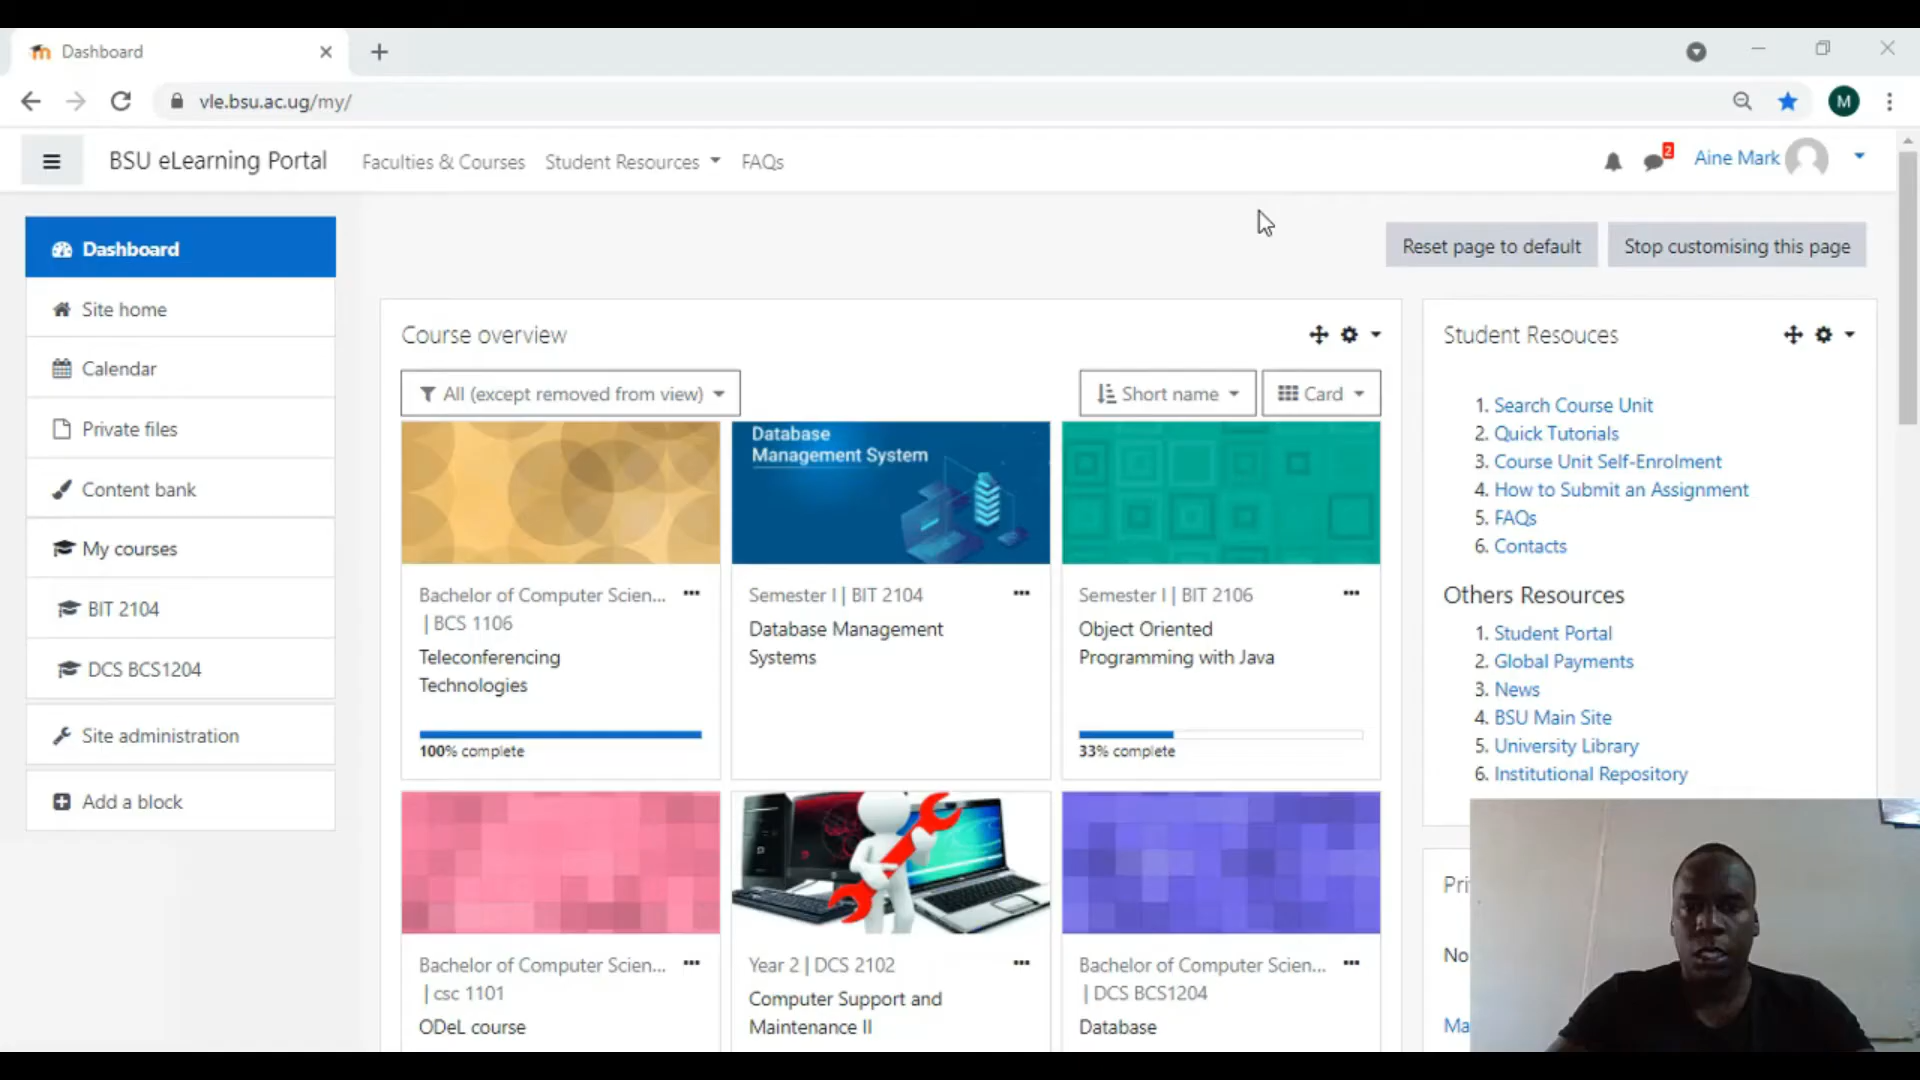 Dashboard
vle.bsu.ac.ug/my/
M
BSU eLearning Portal
Faculties & Courses
Student Resources
FAQs
2
Aine Mark
Reset page to default
Stop customising this page
Dashboard
Site home
Calendar
Private files
Content bank
My courses
BIT 2104
DCS BCS1204
Site administration
Add a block
Course overview
All (except removed from view)
Short name
Card
Database
Management System
Bachelor of Computer Scien...
| BCS 1106
Teleconferencing
Technologies
100% complete
Semester I | BIT 2104
Database Management
Systems
Semester I | BIT 2106
Object Oriented
Programming with Java
33% complete
Bachelor of Computer Scien...
| csc 1101
ODeL course
Year 2 | DCS 2102
Computer Support and
Maintenance II
Bachelor of Computer Scien...
| DCS BCS1204
Database
Student Resouces
1. Search Course Unit
2. Quick Tutorials
3. Course Unit Self-Enrolment
4. How to Submit an Assignment
5. FAQs
6. Contacts
Others Resources
1. Student Portal
2. Global Payments
3. News
4. BSU Main Site
5. University Library
6. Institutional Repository
Pri
No
Ma